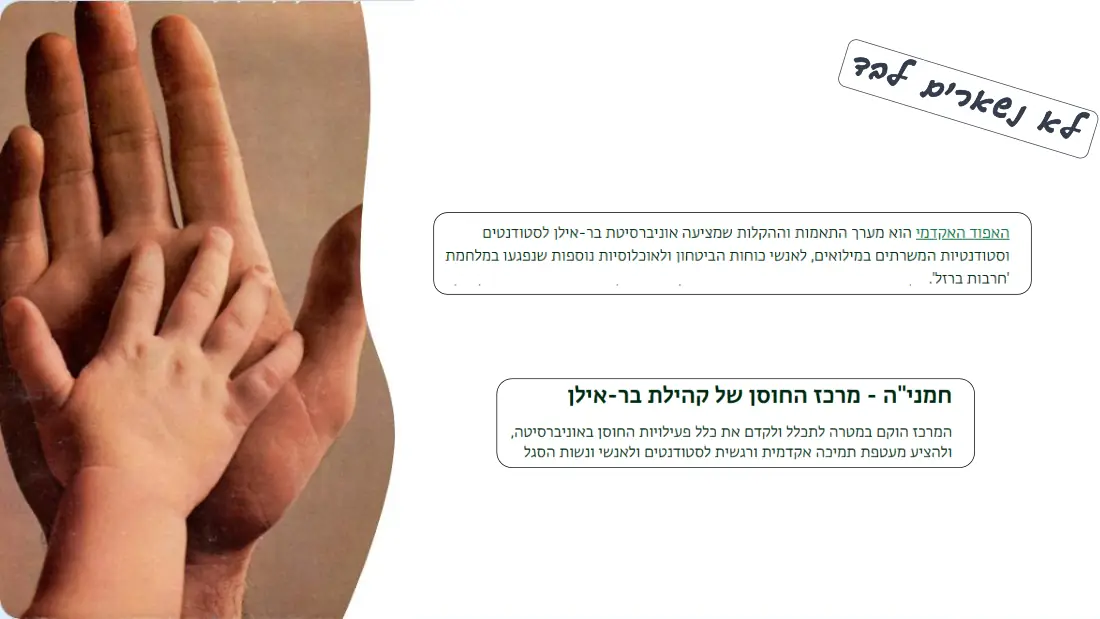 לא נשארים לבד
האפוד האקדמי הוא מערך התאמות וההקלות שמציעה אוניברסיטת בר-אילן לסטודנטים
וסטודנטיות המשרתים במילואים, לאנשי כוחות הביטחון ולאוכלוסיות נוספות שנפגעו במלחמת
'חרבות ברזל'.
חמני"ה - מרכז החוסן של קהילת בר-אילן
המרכז הוקם במטרה לתכלל ולקדם את כלל פעילויות החוסן באוניברסיטה,
ולהציע מעטפת תמיכה אקדמית ורגשית לסטודנטים ולאנשי ונשות הסגל